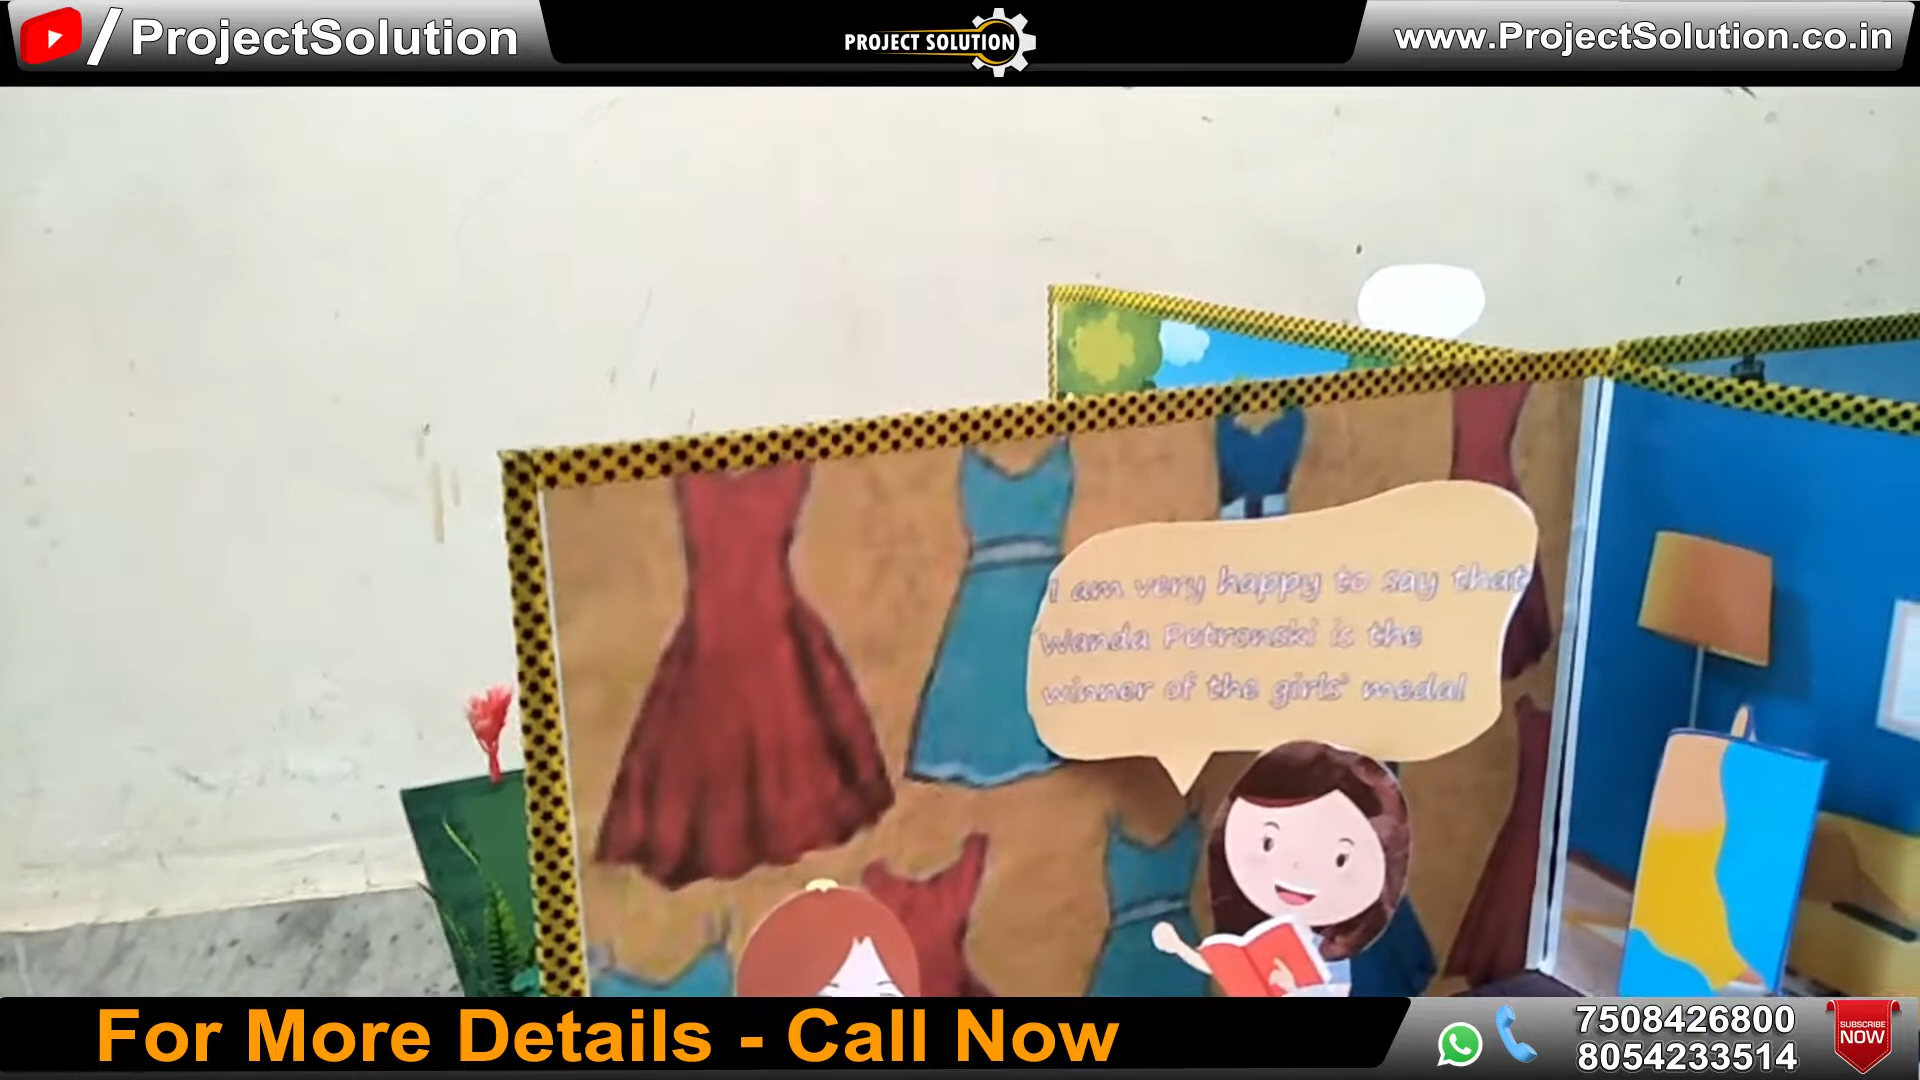 /ProjectSolution
PROJECT SOLUTION
www.ProjectSolution.co.in
I am very happy to say that
Wanda Petronski is the
winner of the girls' medal
For More Details - Call Now
7508426800
8054233514
SUBSCRIBE
NOW